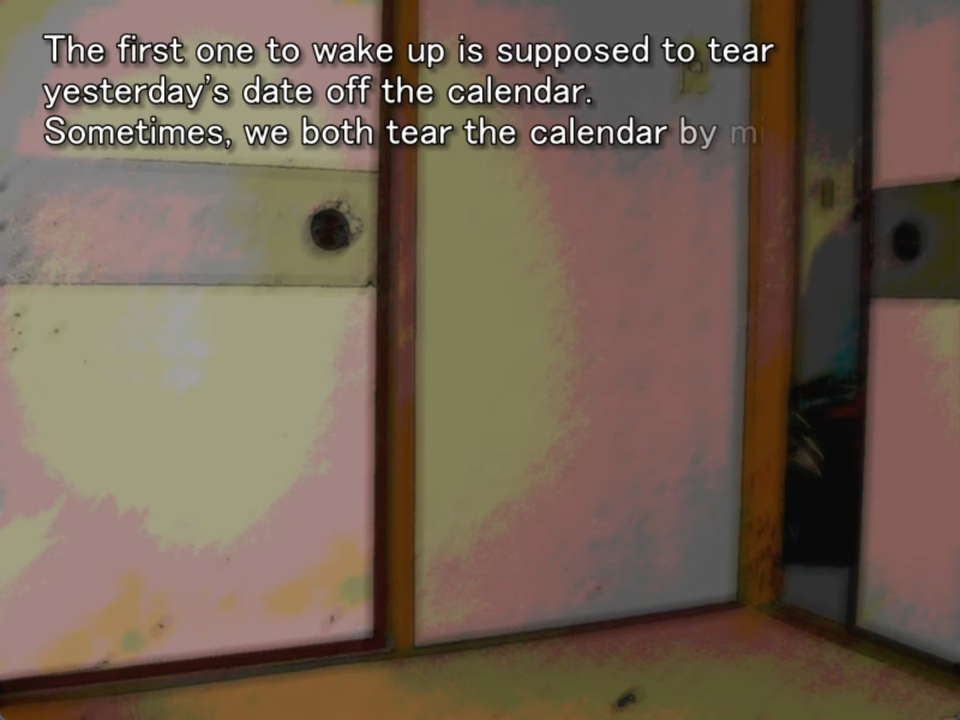 The first one to wake up is supposed to tear
yesterday's date off the calendar.
Sometimes, we both tear the calendar by